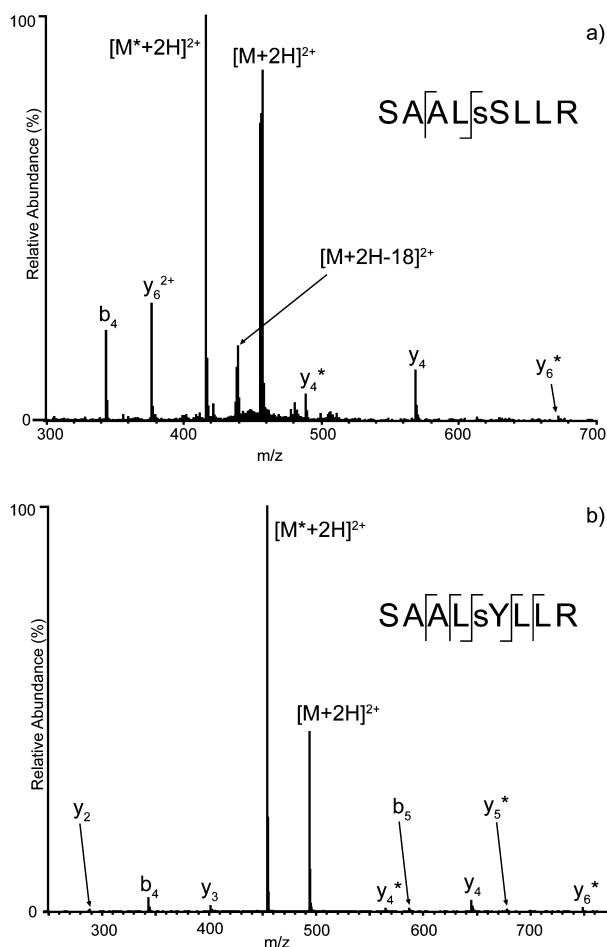 a)
100
[M*+2H]²⁺
[M+2H]²⁺
SAALsSLLR
Relative Abundance (%)
[M+2H-18]²⁺
y₆²⁺
b₄
y₄*
y₄
y₆*
0
300 400 500 600 700
m/z
b)
100
[M*+2H]²⁺
SAALsYLLR
Relative Abundance (%)
[M+2H]²⁺
y₂
b₅
y₅*
b₄
y₃
y₄*
y₄
y₆*
0
300 400 500 600 700
m/z